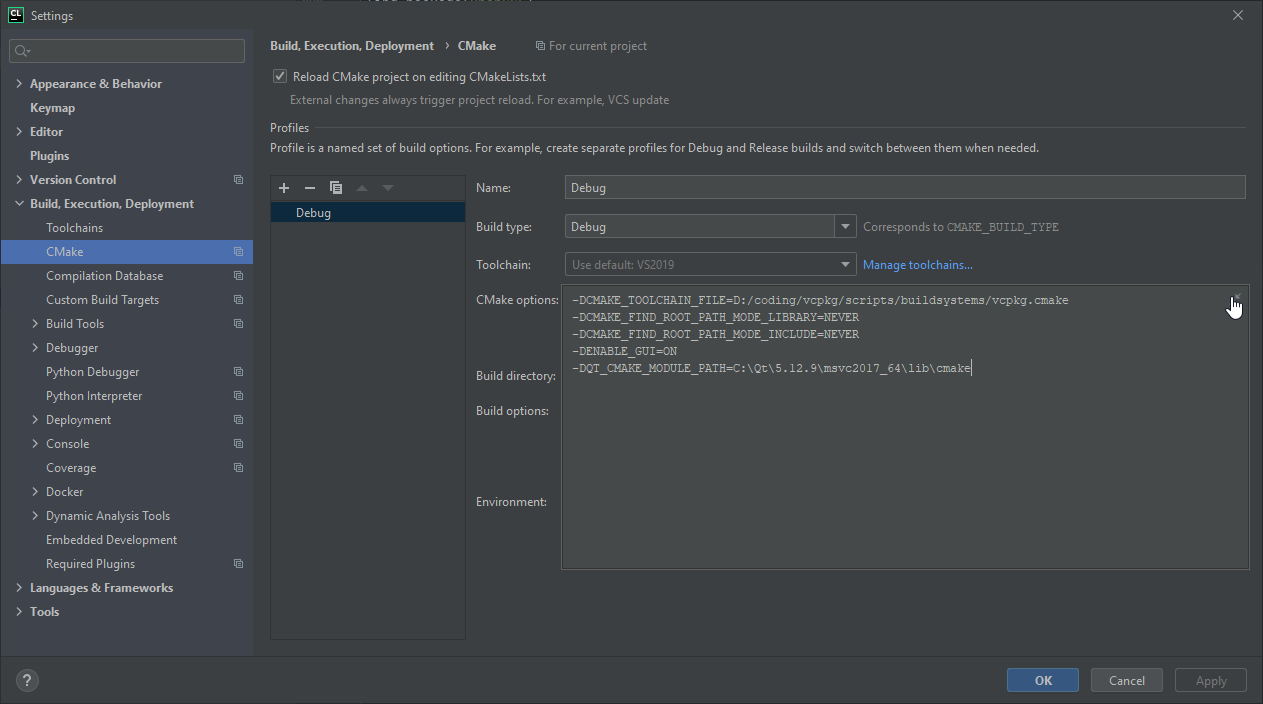 CL Settings
Build, Execution, Deployment › CMake For current project
Reload CMake project on editing CMakeLists.txt
External changes always trigger project reload. For example, VCS update
Profiles
Profile is a named set of build options. For example, create separate profiles for Debug and Release builds and switch between them when needed.
Appearance & Behavior
Keymap
Editor
Plugins
Version Control
Build, Execution, Deployment
Toolchains
CMake
Compilation Database
Custom Build Targets
Build Tools
Debugger
Python Debugger
Python Interpreter
Deployment
Console
Coverage
Docker
Dynamic Analysis Tools
Embedded Development
Required Plugins
Languages & Frameworks
Tools
Debug
Name: Debug
Build type: Debug Corresponds to CMAKE_BUILD_TYPE
Toolchain: Use default: VS2019 Manage toolchains...
CMake options: -DCMAKE_TOOLCHAIN_FILE=D:/coding/vcpkg/scripts/buildsystems/vcpkg.cmake
-DCMAKE_FIND_ROOT_PATH_MODE_LIBRARY=NEVER
-DCMAKE_FIND_ROOT_PATH_MODE_INCLUDE=NEVER
-DENABLE_GUI=ON
-DQT_CMAKE_MODULE_PATH=C:\Qt\5.12.9\msvc2017_64\lib\cmake
Build directory:
Build options:
Environment:
? OK Cancel Apply